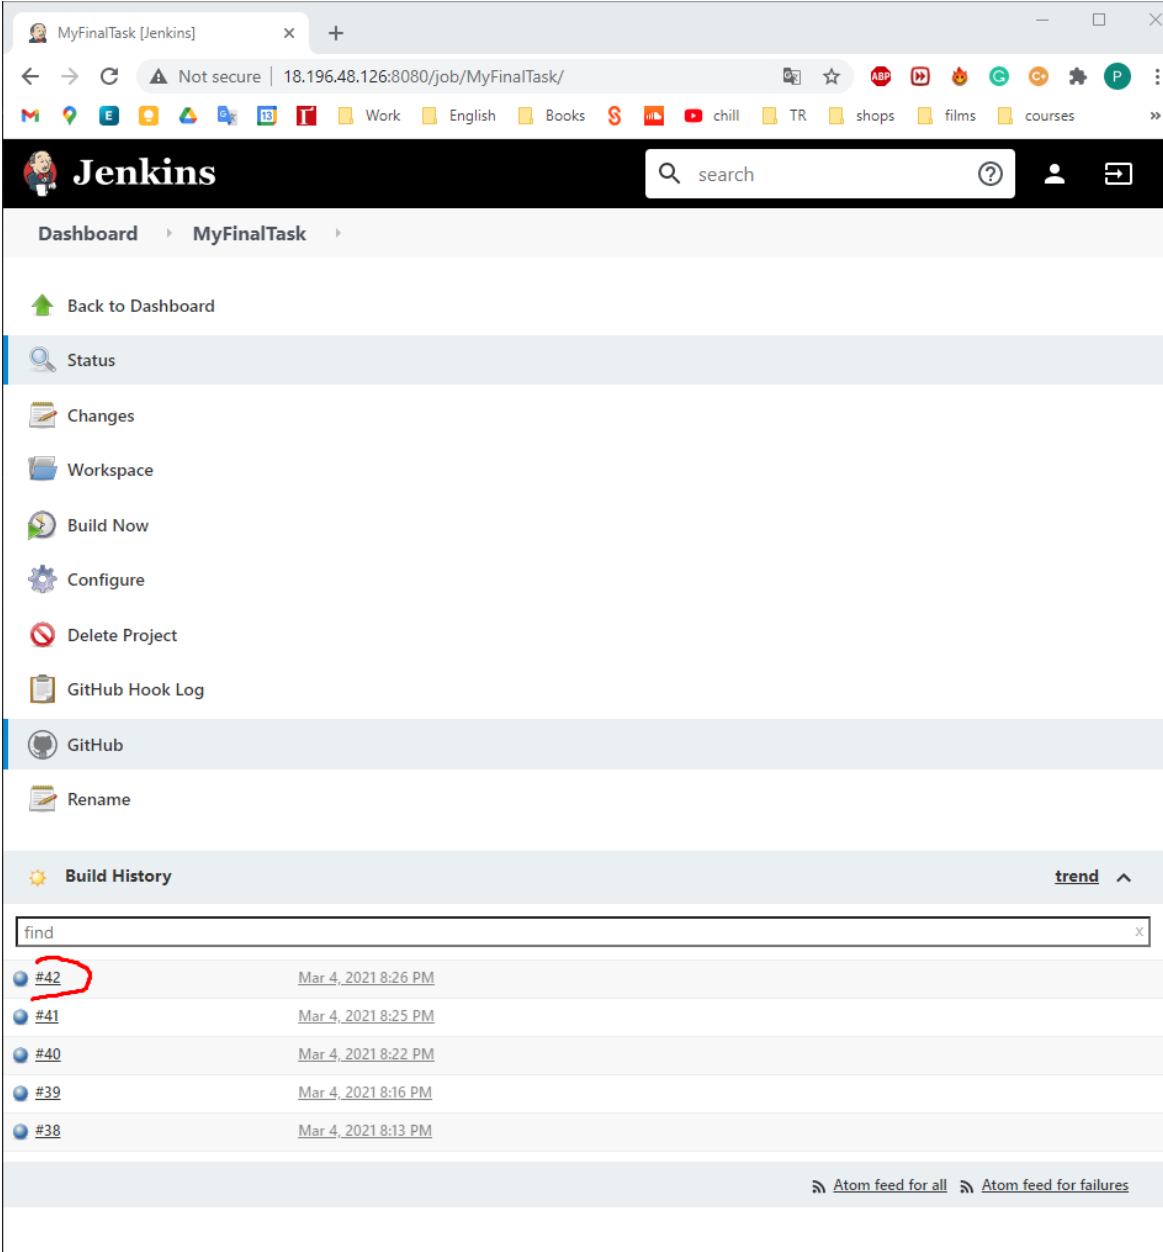 MyFinalTask [Jenkins]
Not secure 18.196.48.126:8080/job/MyFinalTask/
ABP G C+ P
E 13 Work English Books chill TR shops films courses »
Jenkins search
Dashboard MyFinalTask
Back to Dashboard
Status
Changes
Workspace
Build Now
Configure
Delete Project
GitHub Hook Log
GitHub
Rename
Build History trend
find x
#42 Mar 4, 2021 8:26 PM
#41 Mar 4, 2021 8:25 PM
#40 Mar 4, 2021 8:22 PM
#39 Mar 4, 2021 8:16 PM
#38 Mar 4, 2021 8:13 PM
Atom feed for all Atom feed for failures